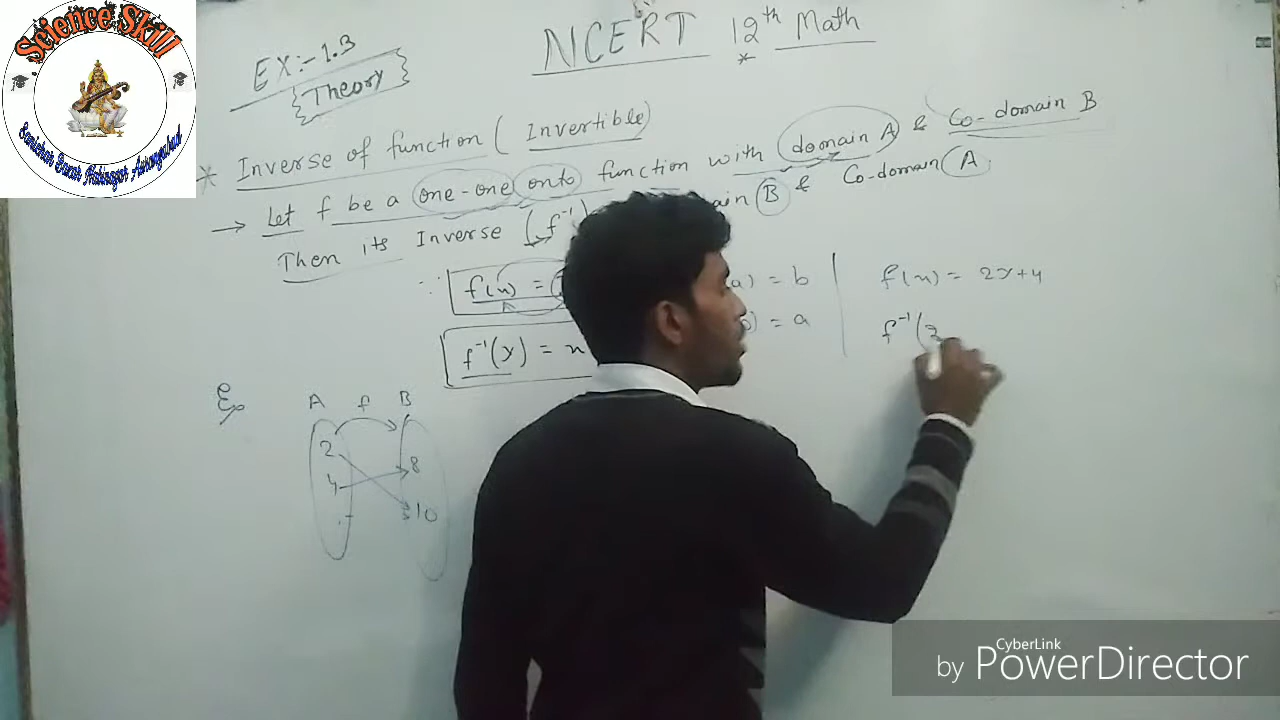 Science Skill
EX:- 1.3
Theory
NCERT 12th Math
*
* Inverse of function ( Invertible )
→ Let f be a one-one onto function with domain A & Co-domain B
Then its Inverse (f⁻¹) B & Co-domain A
∵ f(x) = a) = b
f⁻¹(y) = x ) = a
f(x) = 2x+4
f⁻¹(
A f B
2
4
8
10
CyberLink
by PowerDirector